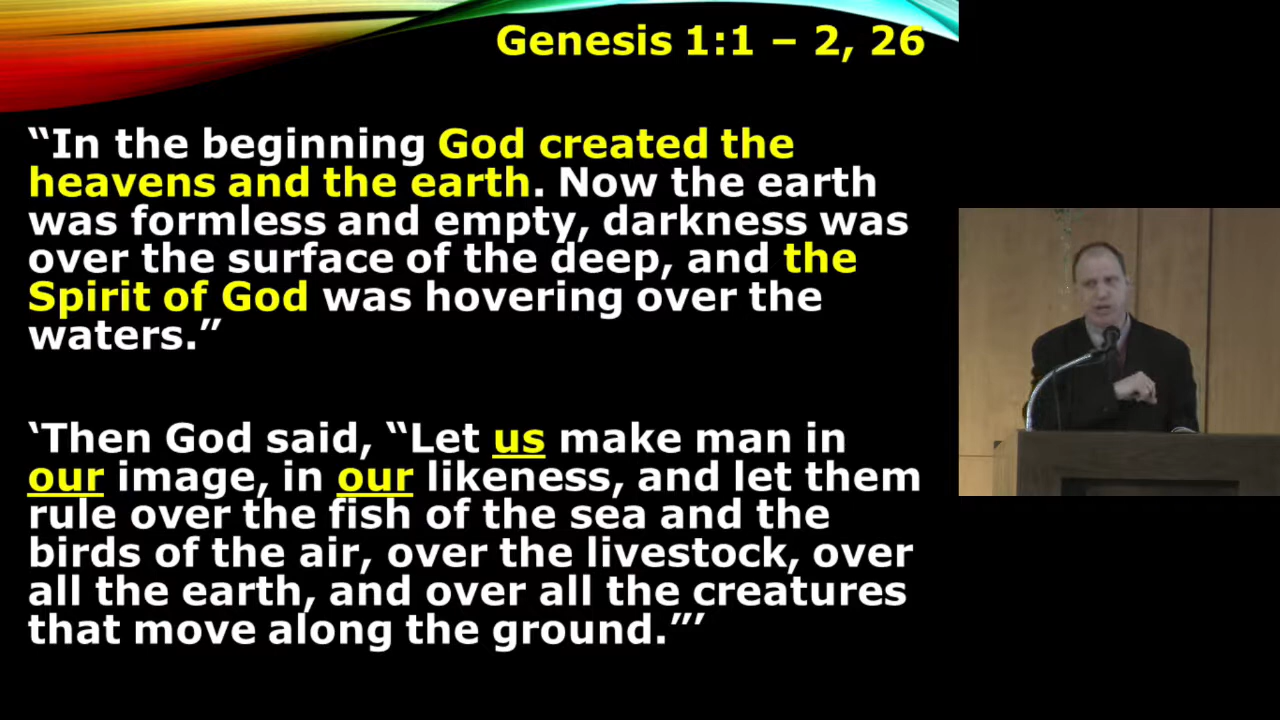 Genesis 1:1 – 2, 26
“In the beginning God created the
heavens and the earth. Now the earth
was formless and empty, darkness was
over the surface of the deep, and the
Spirit of God was hovering over the
waters.”
‘Then God said, “Let us make man in
our image, in our likeness, and let them
rule over the fish of the sea and the
birds of the air, over the livestock, over
all the earth, and over all the creatures
that move along the ground.”’